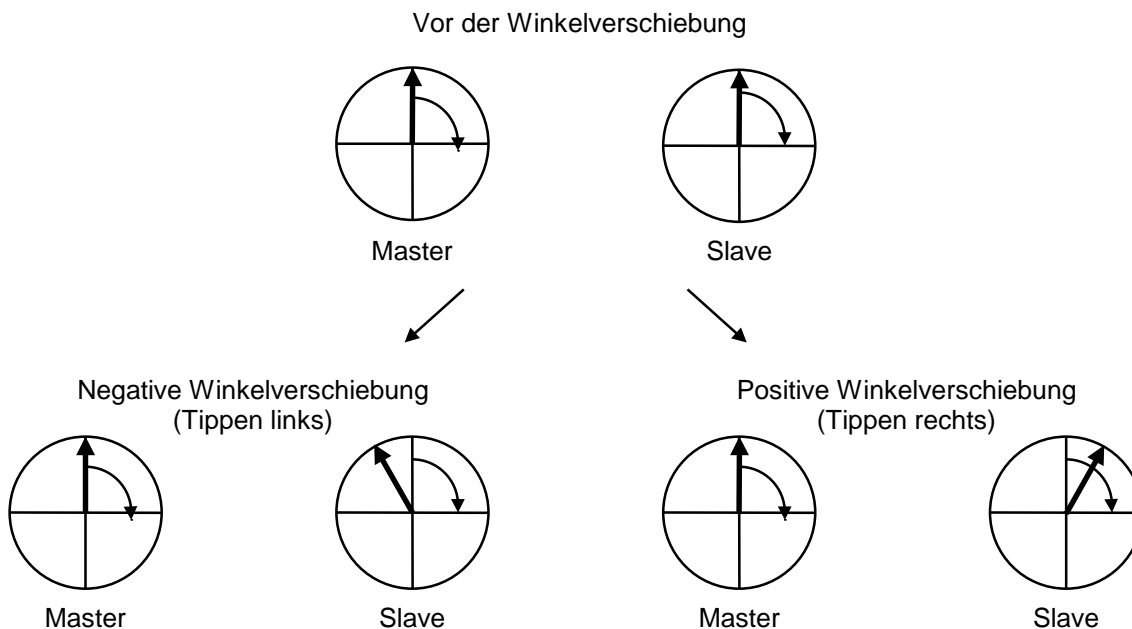 Vor der Winkelverschiebung
Master
Slave
Negative Winkelverschiebung
(Tippen links)
Positive Winkelverschiebung
(Tippen rechts)
Master
Slave
Master
Slave